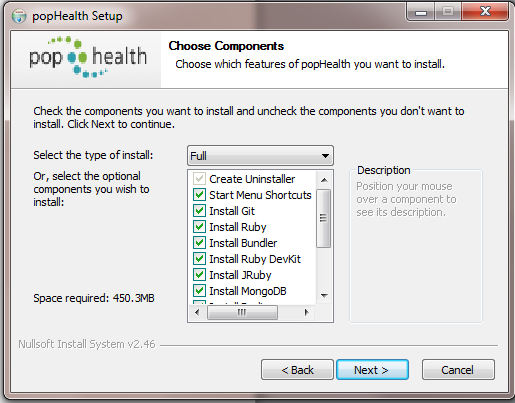 popHealth Setup
pop health
Choose Components
Choose which features of popHealth you want to install.
Check the components you want to install and uncheck the components you don't want to
install. Click Next to continue.
Select the type of install:
Full
Or, select the optional
components you wish to
install:
Create Uninstaller
Start Menu Shortcuts
Install Git
Install Ruby
Install Bundler
Install Ruby DevKit
Install JRuby
Install MongoDB
Description
Position your mouse
over a component to
see its description.
Space required: 450.3MB
Nullsoft Install System v2.46
< Back
Next >
Cancel